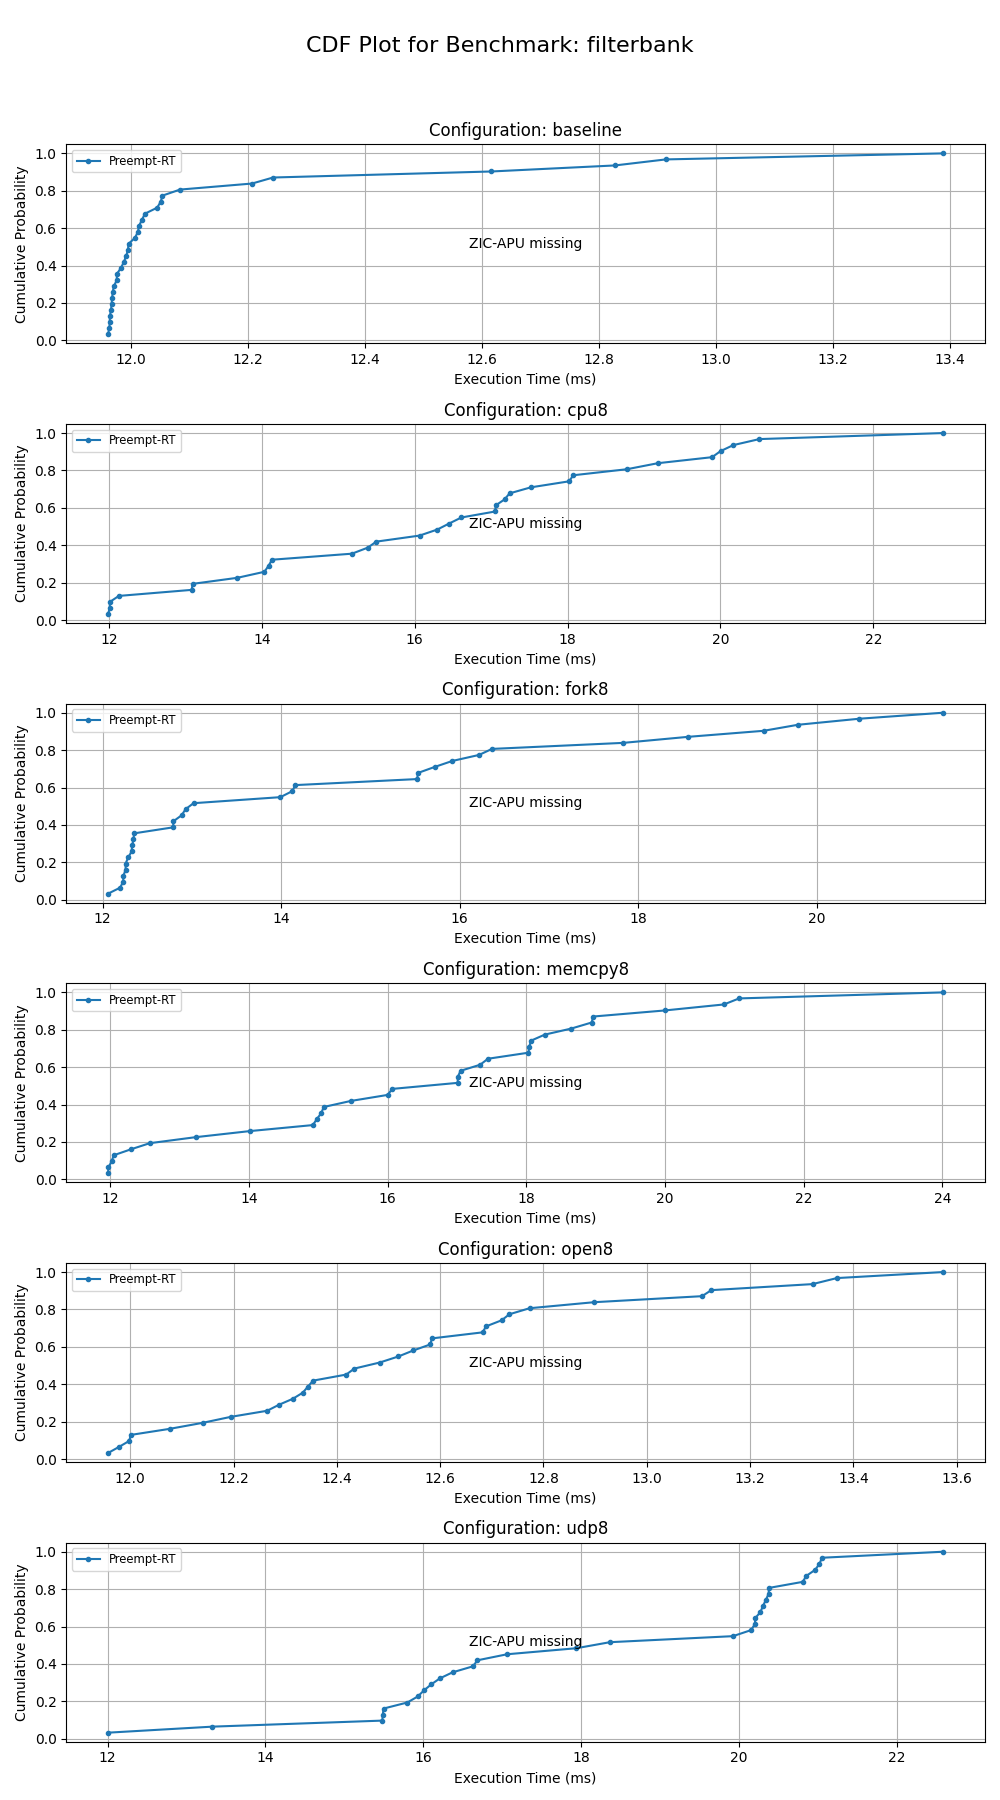 CDF Plot for Benchmark: filterbank
Configuration: baseline
Cumulative Probability
1.0
0.8
0.6
0.4
0.2
0.0
Preempt-RT
ZIC-APU missing
12.0 12.2 12.4 12.6 12.8 13.0 13.2 13.4
Execution Time (ms)
Configuration: cpu8
Cumulative Probability
1.0
0.8
0.6
0.4
0.2
0.0
Preempt-RT
ZIC-APU missing
12 14 16 18 20 22
Execution Time (ms)
Configuration: fork8
Cumulative Probability
1.0
0.8
0.6
0.4
0.2
0.0
Preempt-RT
ZIC-APU missing
12 14 16 18 20
Execution Time (ms)
Configuration: memcpy8
Cumulative Probability
1.0
0.8
0.6
0.4
0.2
0.0
Preempt-RT
ZIC-APU missing
12 14 16 18 20 22 24
Execution Time (ms)
Configuration: open8
Cumulative Probability
1.0
0.8
0.6
0.4
0.2
0.0
Preempt-RT
ZIC-APU missing
12.0 12.2 12.4 12.6 12.8 13.0 13.2 13.4 13.6
Execution Time (ms)
Configuration: udp8
Cumulative Probability
1.0
0.8
0.6
0.4
0.2
0.0
Preempt-RT
ZIC-APU missing
12 14 16 18 20 22
Execution Time (ms)